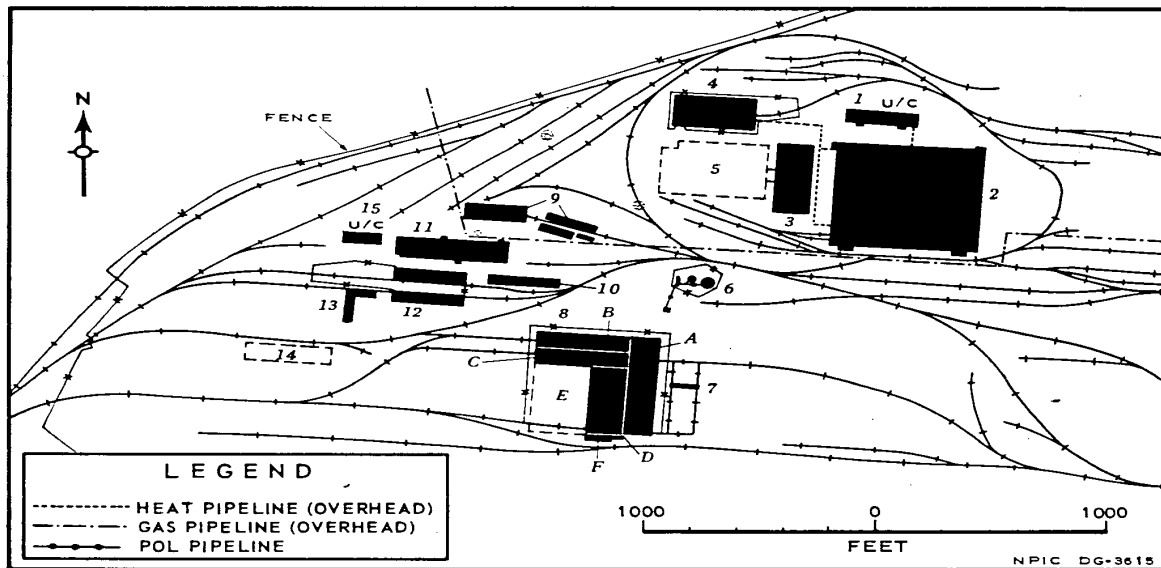 N
FENCE
4
1
U/C
5
3
2
9
15
U/C
11
10
6
13
12
14
8
B
A
C
E
7
D
F
LEGEND
HEAT PIPELINE (OVERHEAD)
GAS PIPELINE (OVERHEAD)
POL PIPELINE
1000 0 1000
FEET
NPIC DG-3615